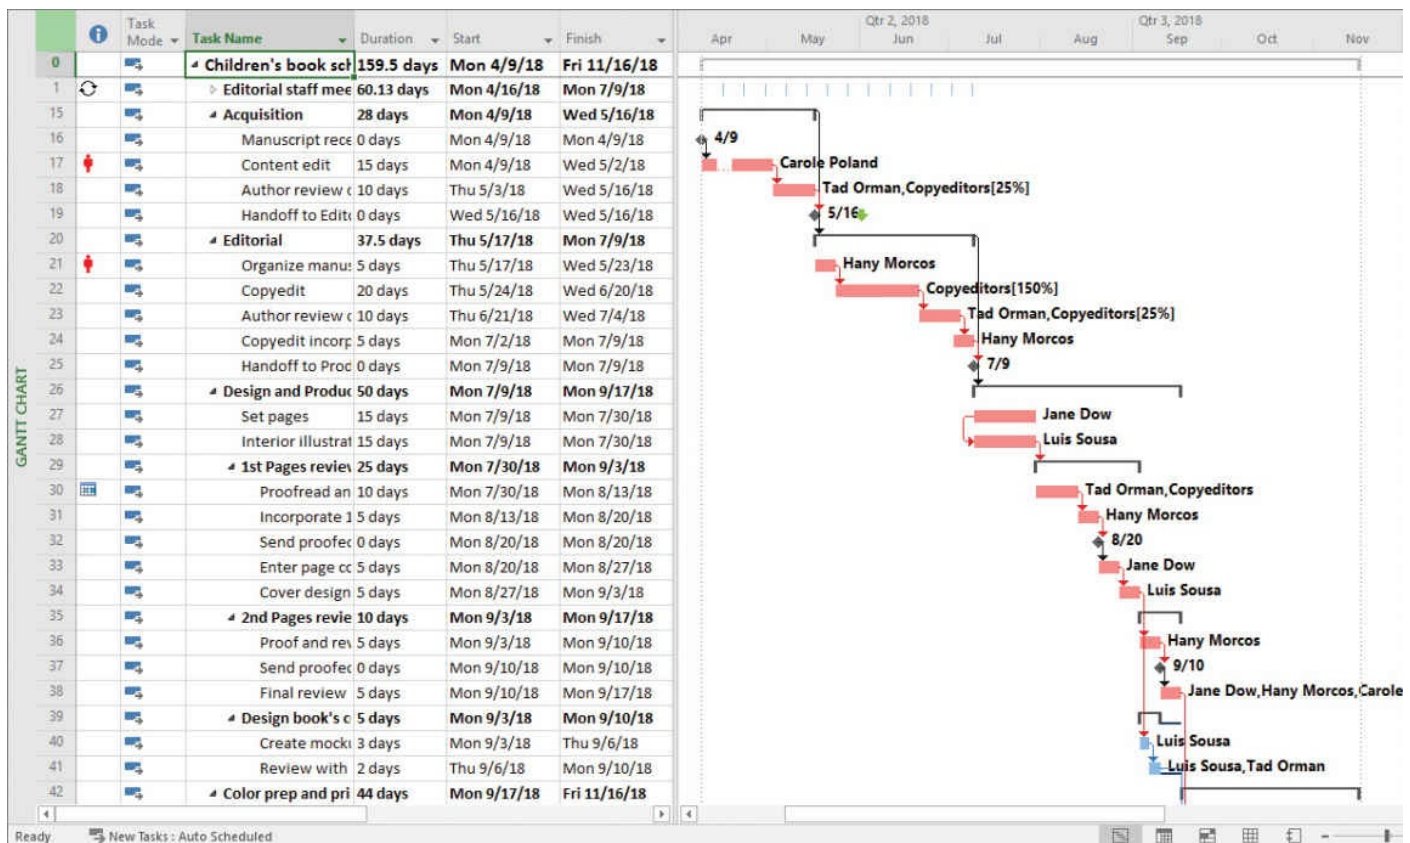 Qtr 2, 2018 Qtr 3, 2018
Task Mode Task Name Duration Start Finish Apr May Jun Jul Aug Sep Oct Nov
0 Children's book sch 159.5 days Mon 4/9/18 Fri 11/16/18
1 Editorial staff mee 60.13 days Mon 4/16/18 Mon 7/9/18
15 Acquisition 28 days Mon 4/9/18 Wed 5/16/18
16 Manuscript rece 0 days Mon 4/9/18 Mon 4/9/18 4/9
17 Content edit 15 days Mon 4/9/18 Wed 5/2/18 Carole Poland
18 Author review c 10 days Thu 5/3/18 Wed 5/16/18 Tad Orman,Copyeditors[25%]
19 Handoff to Edito 0 days Wed 5/16/18 Wed 5/16/18 5/16
20 Editorial 37.5 days Thu 5/17/18 Mon 7/9/18
21 Organize manus 5 days Thu 5/17/18 Wed 5/23/18 Hany Morcos
22 Copyedit 20 days Thu 5/24/18 Wed 6/20/18 Copyeditors[150%]
23 Author review c 10 days Thu 6/21/18 Wed 7/4/18 Tad Orman,Copyeditors[25%]
24 Copyedit incorp 5 days Mon 7/2/18 Mon 7/9/18 Hany Morcos
25 Handoff to Prod 0 days Mon 7/9/18 Mon 7/9/18 7/9
26 Design and Produc 50 days Mon 7/9/18 Mon 9/17/18
27 Set pages 15 days Mon 7/9/18 Mon 7/30/18 Jane Dow
28 Interior illustrat 15 days Mon 7/9/18 Mon 7/30/18 Luis Sousa
29 1st Pages review 25 days Mon 7/30/18 Mon 9/3/18
30 Proofread an 10 days Mon 7/30/18 Mon 8/13/18 Tad Orman,Copyeditors
31 Incorporate 1 5 days Mon 8/13/18 Mon 8/20/18 Hany Morcos
32 Send proofed 0 days Mon 8/20/18 Mon 8/20/18 8/20
33 Enter page co 5 days Mon 8/20/18 Mon 8/27/18 Jane Dow
34 Cover design 5 days Mon 8/27/18 Mon 9/3/18 Luis Sousa
35 2nd Pages revie 10 days Mon 9/3/18 Mon 9/17/18
36 Proof and rev 5 days Mon 9/3/18 Mon 9/10/18 Hany Morcos
37 Send proofed 0 days Mon 9/10/18 Mon 9/10/18 9/10
38 Final review 5 days Mon 9/10/18 Mon 9/17/18 Jane Dow,Hany Morcos,Carole
39 Design book's c 5 days Mon 9/3/18 Mon 9/10/18
40 Create mocku 3 days Mon 9/3/18 Thu 9/6/18 Luis Sousa
41 Review with 2 days Thu 9/6/18 Mon 9/10/18 Luis Sousa,Tad Orman
42 Color prep and pri 44 days Mon 9/17/18 Fri 11/16/18
GANTT CHART
Ready New Tasks : Auto Scheduled